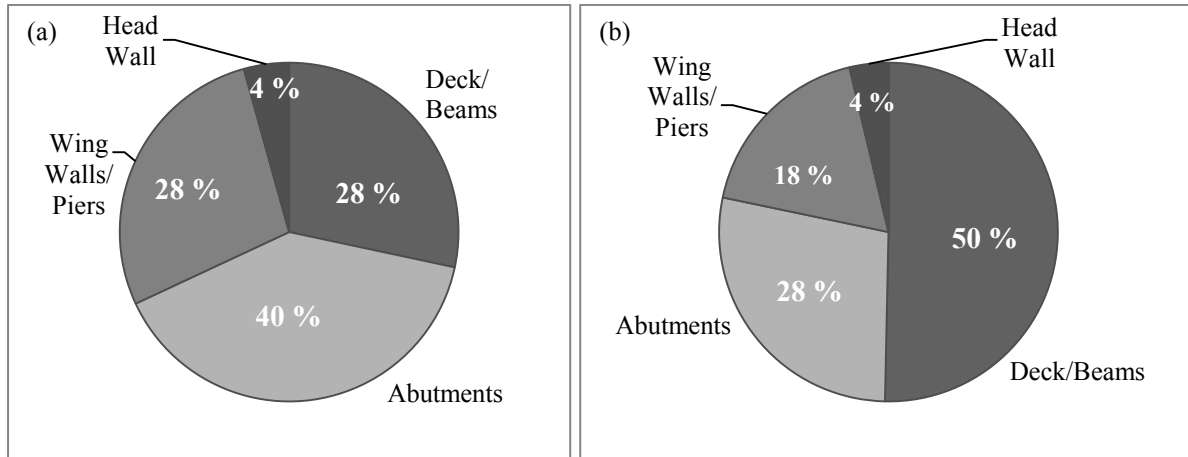 (a)
Head
Wall
4 %
Deck/
Beams
Wing
Walls/
Piers
28 %
28 %
40 %
Abutments
(b)
Head
Wall
Wing
Walls/
Piers
4 %
18 %
50 %
28 %
Abutments
Deck/Beams